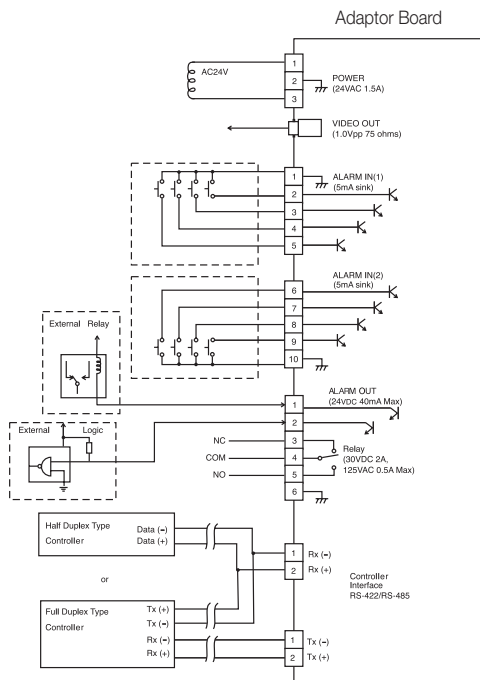 Adaptor Board
AC24V
1
2
3
POWER
(24VAC 1.5A)
VIDEO OUT
(1.0Vpp 75 ohms)
1
2
3
4
5
ALARM IN(1)
(5mA sink)
6
7
8
9
10
ALARM IN(2)
(5mA sink)
External Relay
External Logic
1
2
3
4
5
6
ALARM OUT
(24VDC 40mA Max)
NC
COM
NO
Relay
(30VDC 2A,
125VAC 0.5A Max)
Half Duplex Type
Controller
Data (-)
Data (+)
or
1 Rx (-)
2 Rx (+)
Controller
Interface
RS-422/RS-485
Full Duplex Type
Controller
Tx (+)
Tx (-)
Rx (-)
Rx (+)
1 Tx (-)
2 Tx (+)